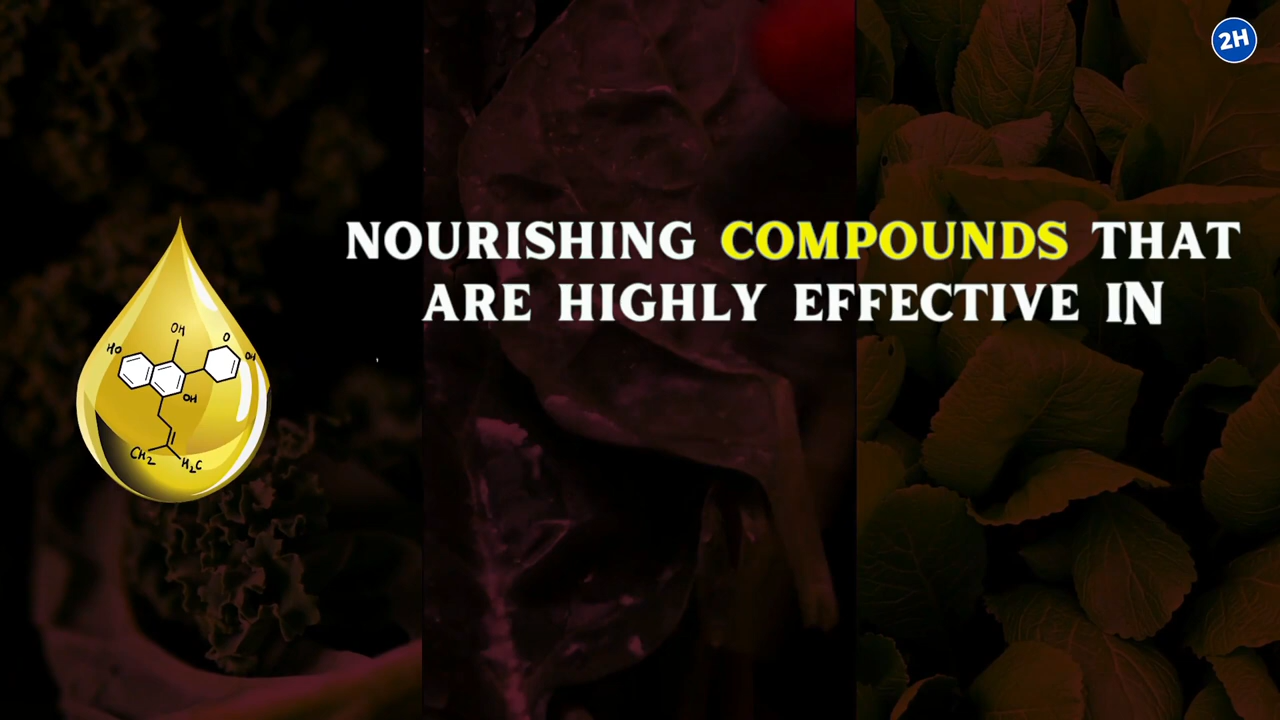 2H
NOURISHING COMPOUNDS THAT
ARE HIGHLY EFFECTIVE IN
OH
HO
O
OH
OH
CH2
H2C